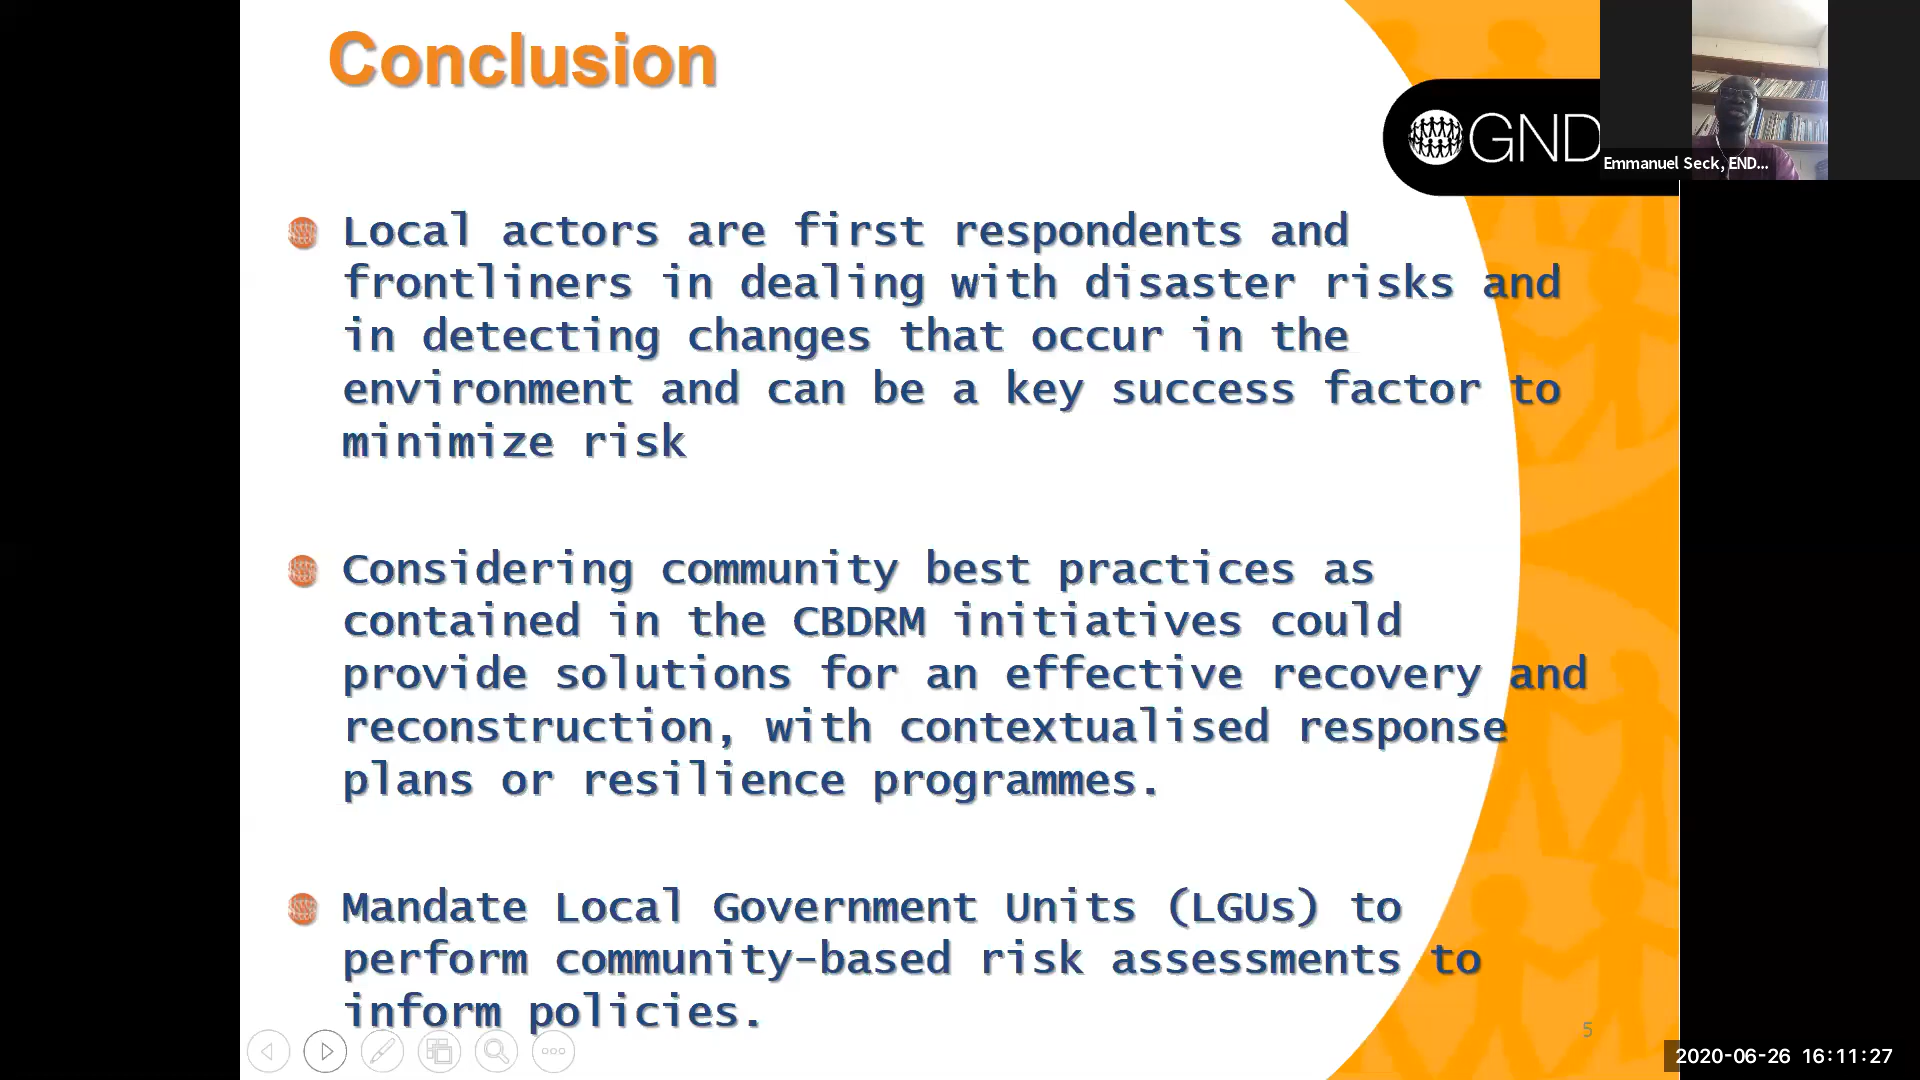 Conclusion
GND
Emmanuel Seck, END...
Local actors are first respondents and
frontliners in dealing with disaster risks and
in detecting changes that occur in the
environment and can be a key success factor to
minimize risk
Considering community best practices as
contained in the CBDRM initiatives could
provide solutions for an effective recovery and
reconstruction, with contextualised response
plans or resilience programmes.
Mandate Local Government Units (LGUs) to
perform community-based risk assessments to
inform policies.
5
2020-06-26 16:11:27